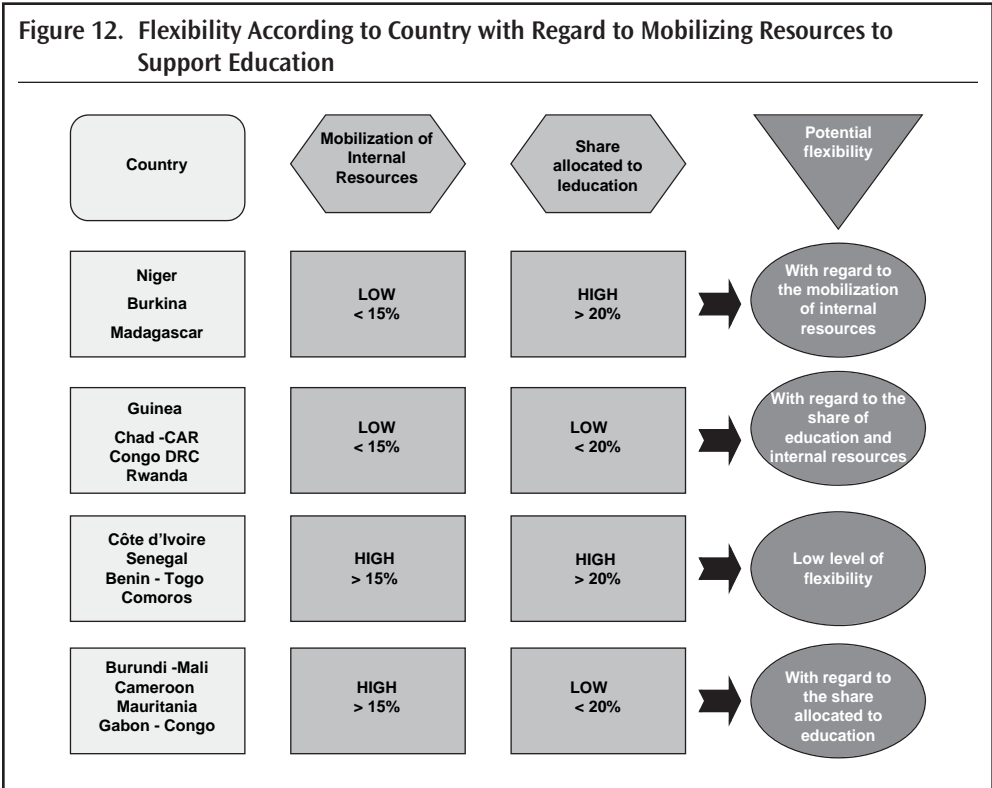 Figure 12. Flexibility According to Country with Regard to Mobilizing Resources to
Support Education
Country
Mobilization of
Internal
Resources
Share
allocated to
leducation
Potential
flexibility
Niger
Burkina
Madagascar
LOW
< 15%
HIGH
> 20%
With regard to
the mobilization
of internal
resources
Guinea
Chad -CAR
Congo DRC
Rwanda
LOW
< 15%
LOW
< 20%
With regard to the
share of
education and
internal resources
Côte d'Ivoire
Senegal
Benin - Togo
Comoros
HIGH
> 15%
HIGH
> 20%
Low level of
flexibility
Burundi -Mali
Cameroon
Mauritania
Gabon - Congo
HIGH
> 15%
LOW
< 20%
With regard to
the share
allocated to
education